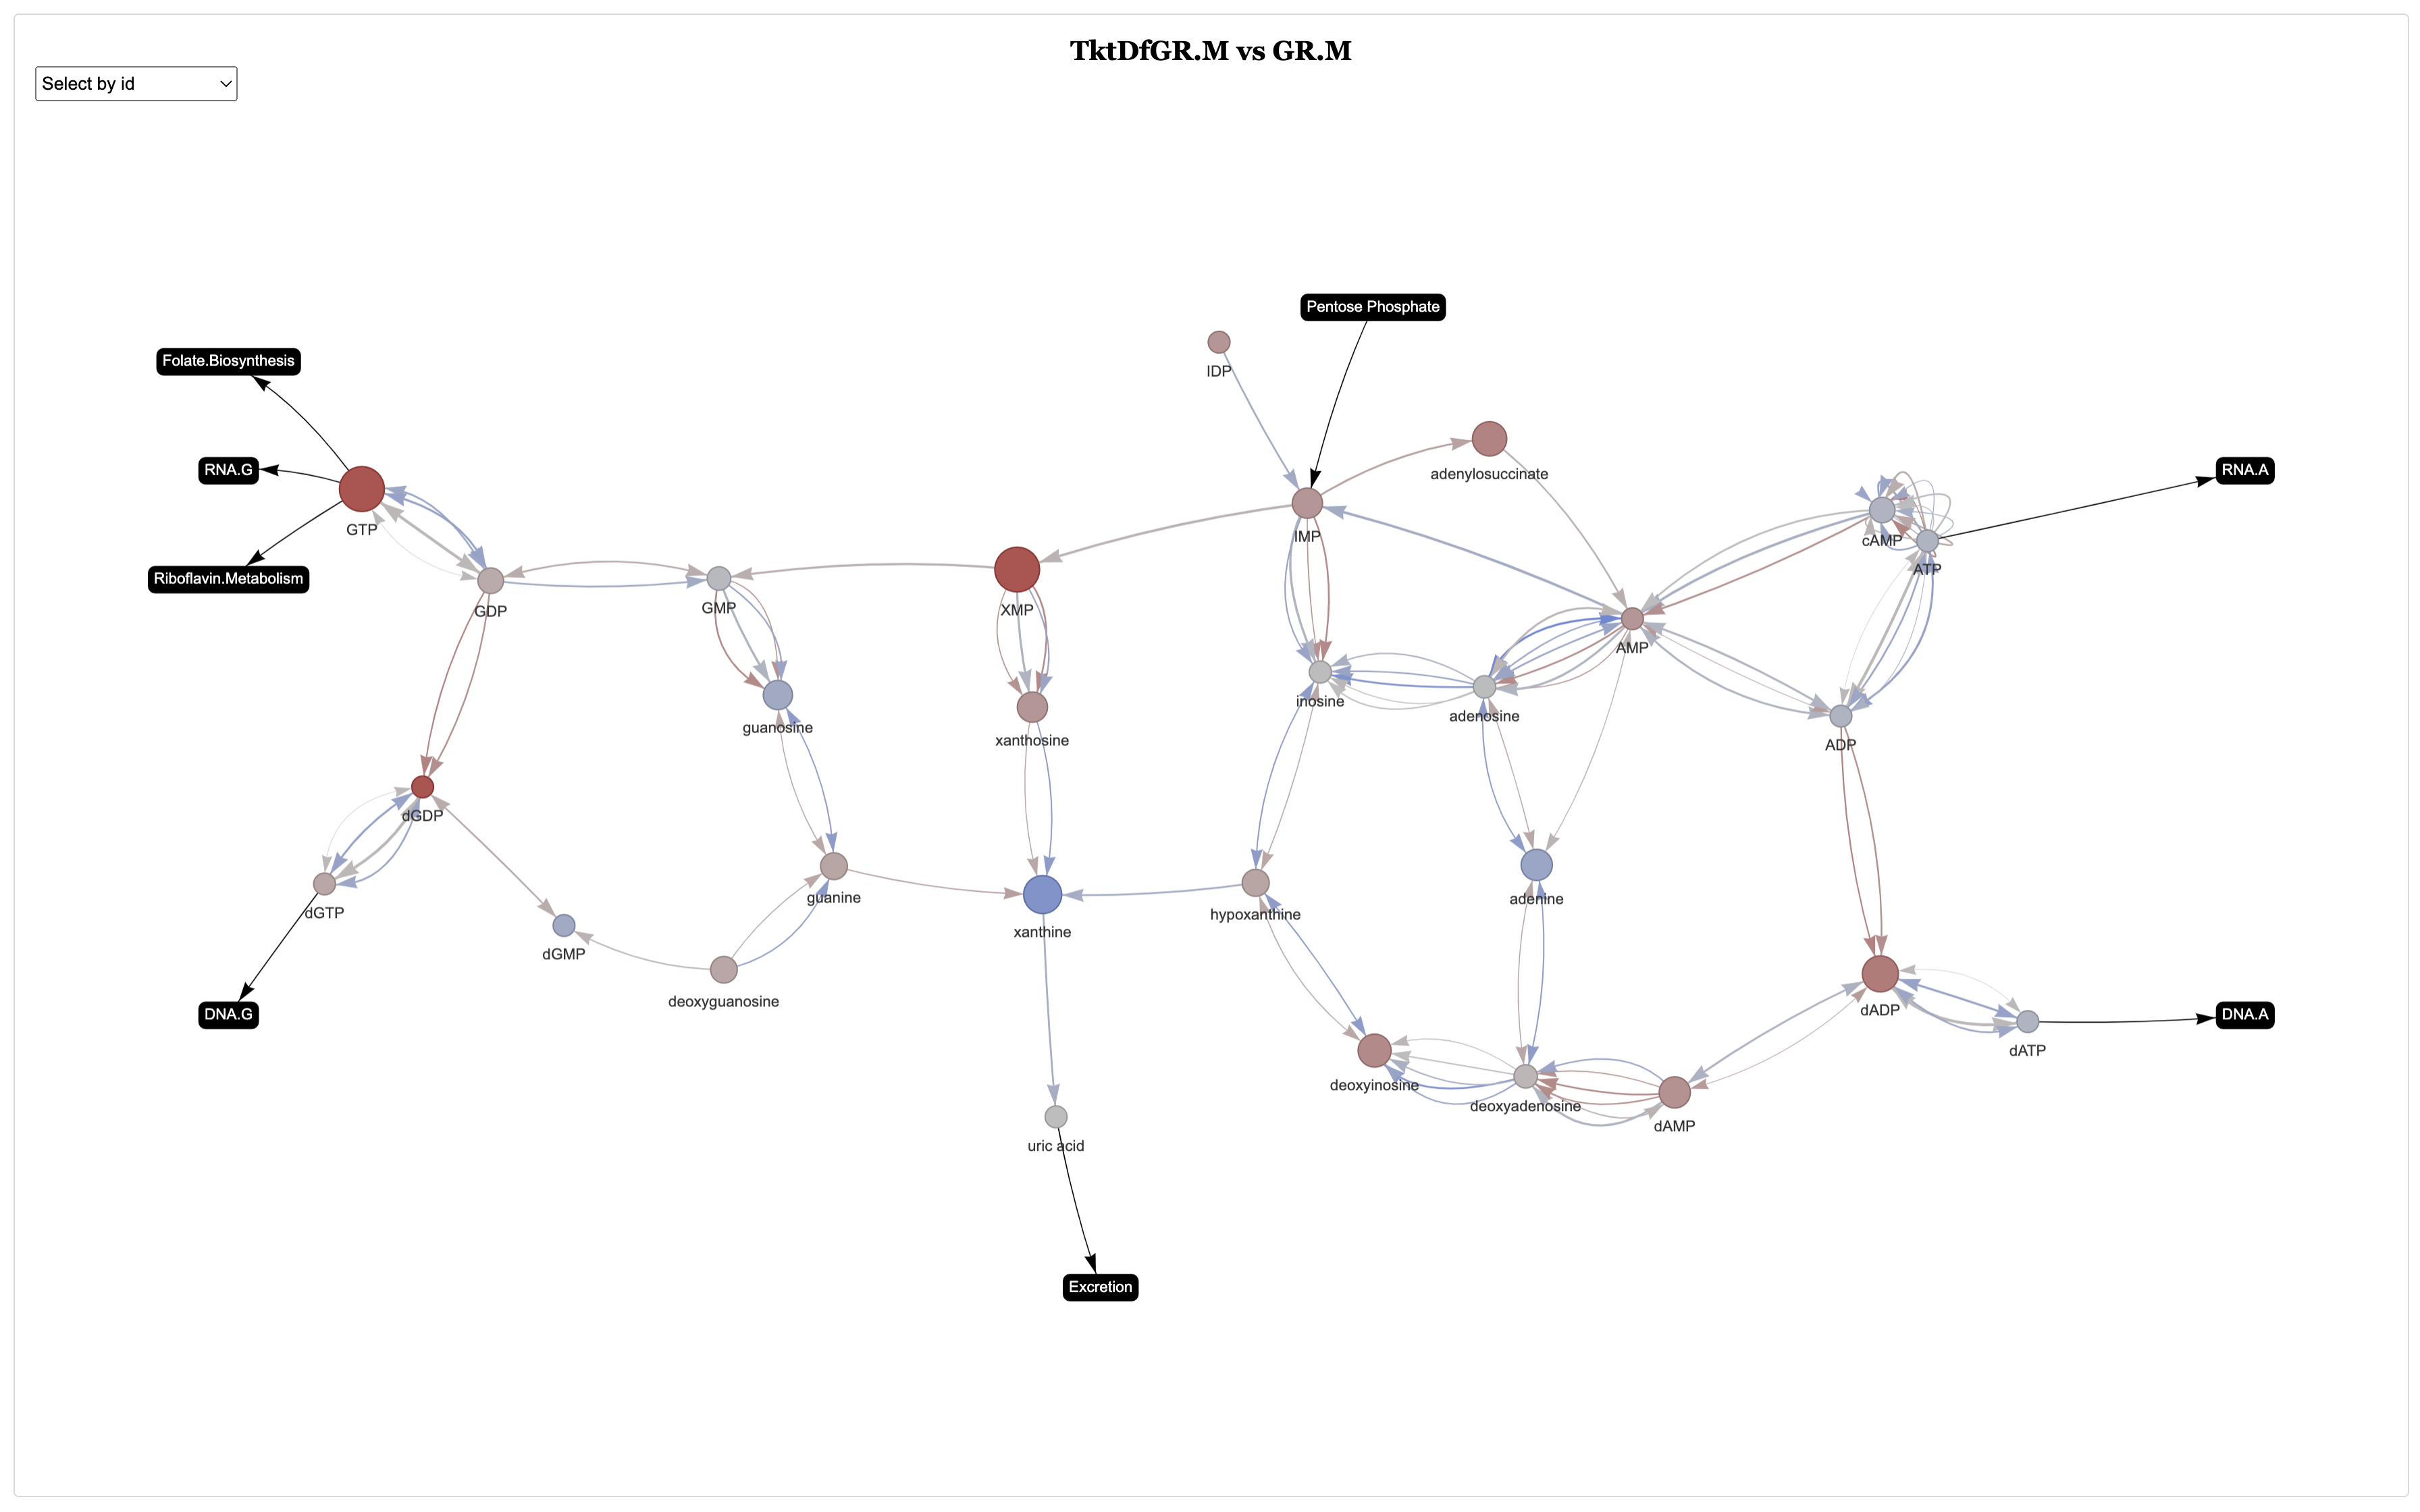 TktDfGR.M vs GR.M
Select by id
Pentose Phosphate
Folate.Biosynthesis
IDP
RNA.G
adenylosuccinate
RNA.A
GTP
IMP
cAMP
ATP
Riboflavin.Metabolism
GDP
GMP
XMP
AMP
inosine
adenosine
guanosine
xanthosine
ADP
dGDP
guanine
adenine
dGTP
hypoxanthine
xanthine
dGMP
deoxyguanosine
DNA.G
dADP
DNA.A
dATP
deoxyinosine
deoxyadenosine
dAMP
uric acid
Excretion